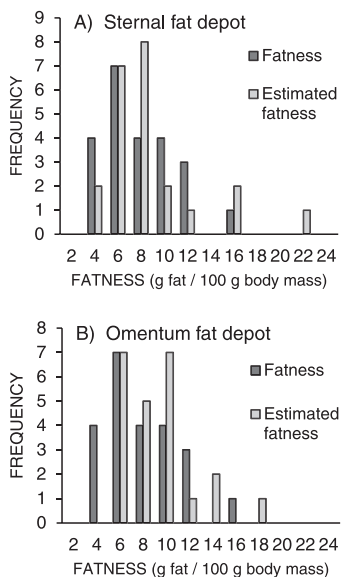 A) Sternal fat depot
9
8
7
6
5
4
3
2
1
0
FREQUENCY
Fatness
Estimated
fatness
2 4 6 8 10 12 14 16 18 20 22 24
FATNESS (g fat / 100 g body mass)
B) Omentum fat depot
8
7
6
5
4
3
2
1
0
FREQUENCY
Fatness
Estimated
fatness
2 4 6 8 10 12 14 16 18 20 22 24
FATNESS (g fat / 100 g body mass)